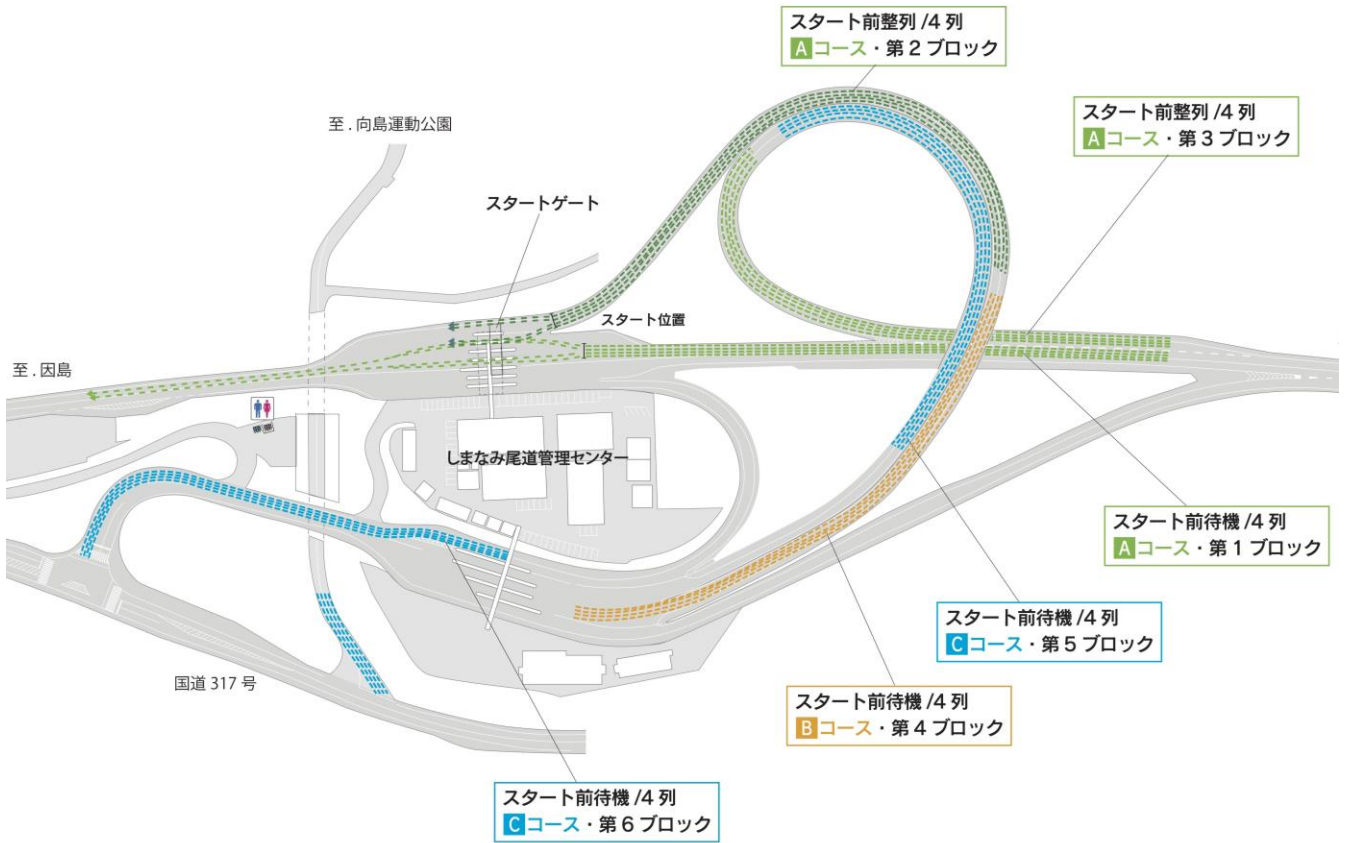 スタート前整列 /4 列
Aコース・第 2 ブロック
スタート前整列 /4 列
Aコース・第 3 ブロック
至 . 向島運動公園
スタートゲート
スタート位置
至 . 因島
しまなみ尾道管理センター
スタート前待機 /4 列
Aコース・第 1 ブロック
スタート前待機 /4 列
Cコース・第 5 ブロック
国道 317 号
スタート前待機 /4 列
Bコース・第 4 ブロック
スタート前待機 /4 列
Cコース・第 6 ブロック